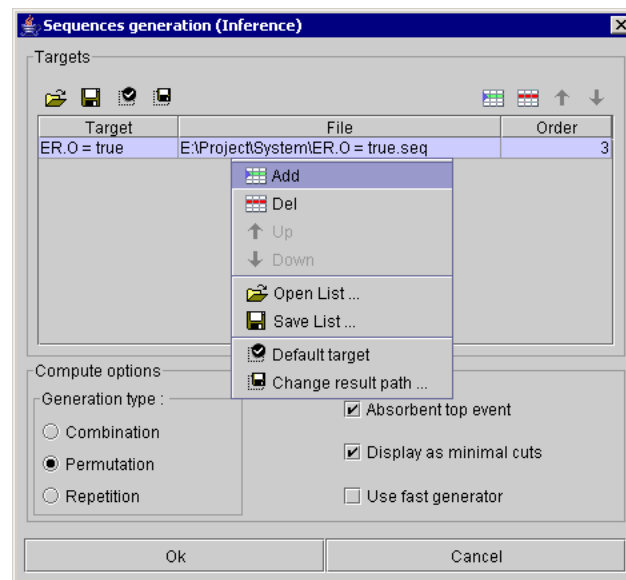 Sequences generation (Inference)
Targets
Target File Order
ER.O = true E:\Project\System\ER.O = true.seq 3
Add
Del
Up
Down
Open List ...
Save List ...
Default target
Change result path ...
Compute options
Generation type :
Combination
Permutation
Repetition
Absorbent top event
Display as minimal cuts
Use fast generator
Ok Cancel